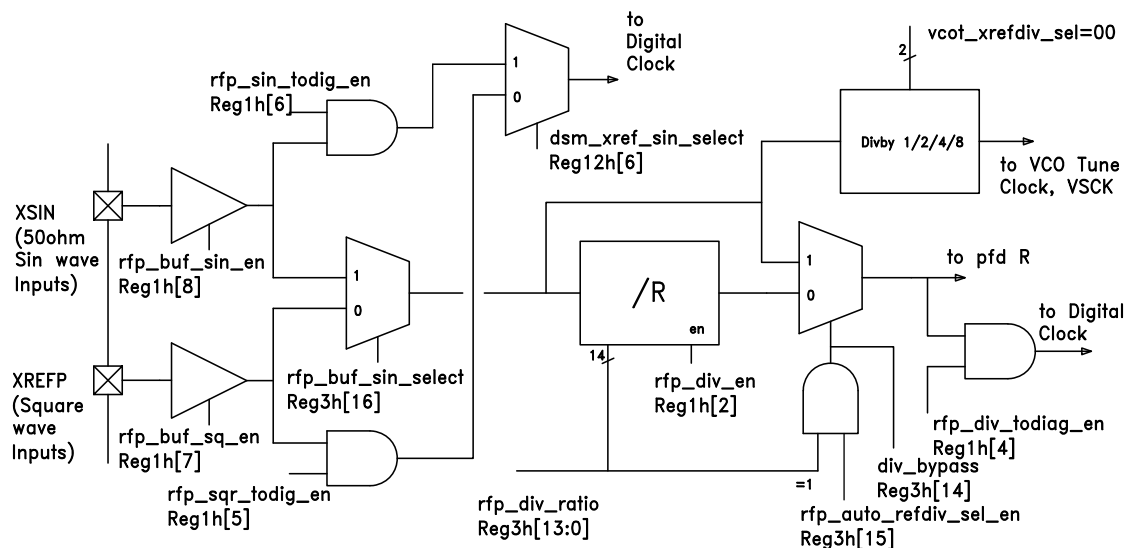 to
Digital
Clock
vcot_xrefdiv_sel=00
2
rfp_sin_todig_en
Reg1h[6]
1
0
dsm_xref_sin_select
Reg12h[6]
Divby 1/2/4/8
to VCO Tune
Clock, VSCK
XSIN
(50ohm
Sin wave
Inputs)
rfp_buf_sin_en
Reg1h[8]
1
0
/R
en
1
0
to pfd R
to Digital
Clock
14
XREFP
(Square
wave
Inputs)
rfp_buf_sin_select
Reg3h[16]
rfp_div_en
Reg1h[2]
rfp_buf_sq_en
Reg1h[7]
rfp_div_todiag_en
Reg1h[4]
div_bypass
Reg3h[14]
rfp_sqr_todig_en
Reg1h[5]
rfp_div_ratio
Reg3h[13:0]
=1
rfp_auto_refdiv_sel_en
Reg3h[15]